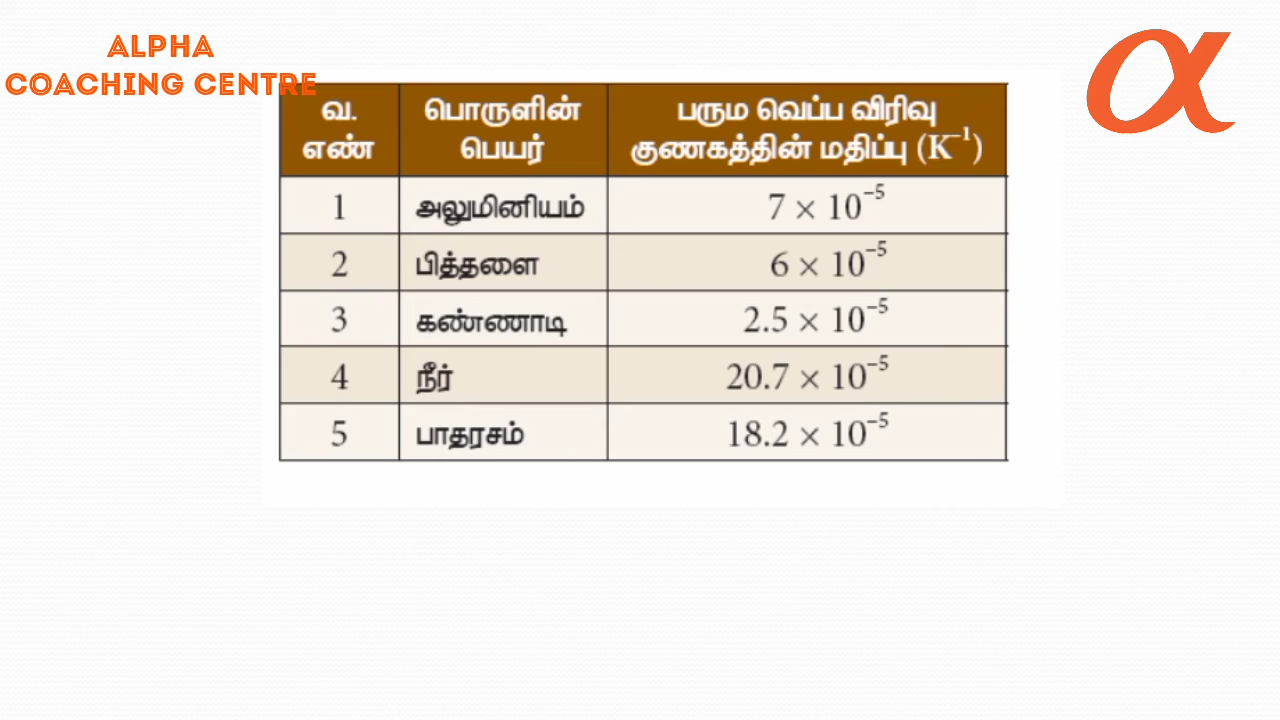 ALPHA
COACHING CENTRE
வ. எண் பொருளின் பெயர் பரும வெப்ப விரிவு குணகத்தின் மதிப்பு (K⁻¹)
1 அலுமினியம் 7 × 10⁻⁵
2 பித்தளை 6 × 10⁻⁵
3 கண்ணாடி 2.5 × 10⁻⁵
4 நீர் 20.7 × 10⁻⁵
5 பாதரசம் 18.2 × 10⁻⁵
α